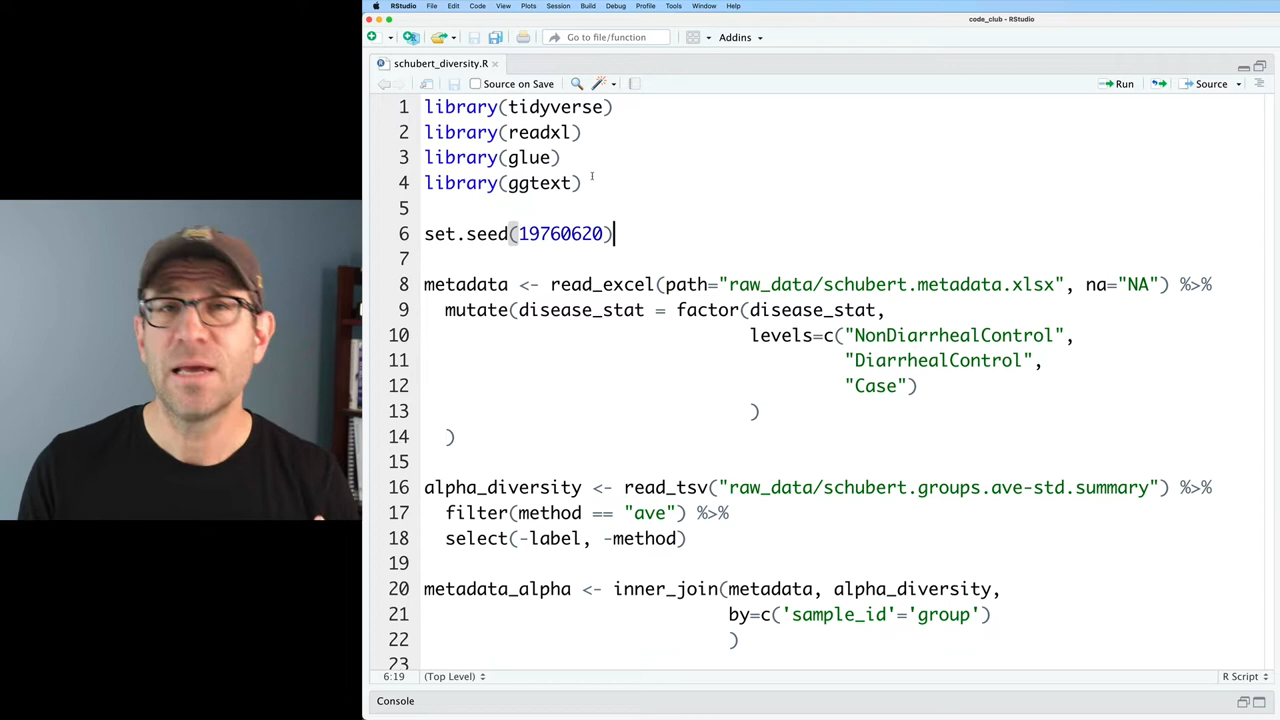 RStudio File Edit Code View Plots Session Build Debug Profile Tools Window Help
code_club - RStudio
Go to file/function Addins
schubert_diversity.R
Source on Save Run Source
1 library(tidyverse)
2 library(readxl)
3 library(glue)
4 library(ggtext)
5
6 set.seed(19760620)
7
8 metadata <- read_excel(path="raw_data/schubert.metadata.xlsx", na="NA") %>%
9 mutate(disease_stat = factor(disease_stat,
10 levels=c("NonDiarrhealControl",
11 "DiarrhealControl",
12 "Case")
13 )
14 )
15
16 alpha_diversity <- read_tsv("raw_data/schubert.groups.ave-std.summary") %>%
17 filter(method == "ave") %>%
18 select(-label, -method)
19
20 metadata_alpha <- inner_join(metadata, alpha_diversity,
21 by=c('sample_id'='group')
22 )
23
6:19 (Top Level) R Script
Console